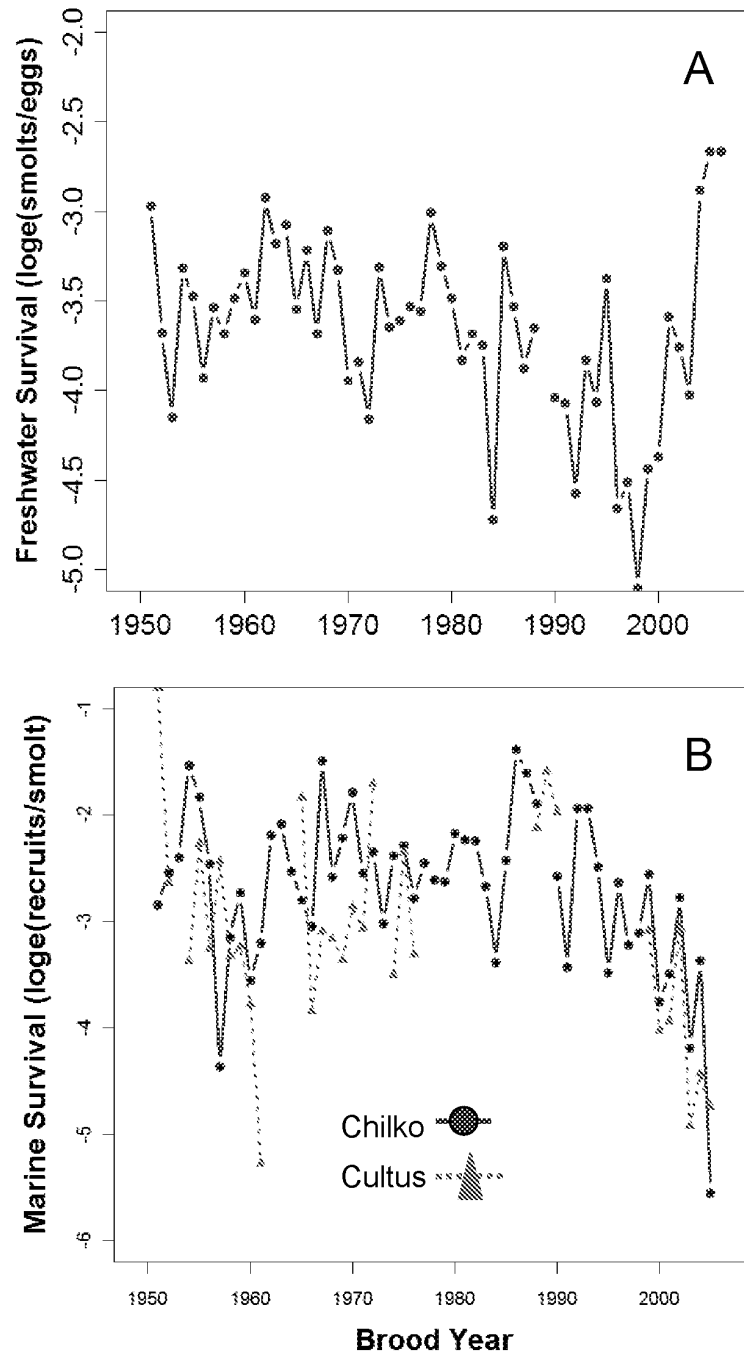 A
Freshwater Survival (loge(smolts/eggs)
-2.0
-2.5
-3.0
-3.5
-4.0
-4.5
-5.0
1950 1960 1970 1980 1990 2000
B
Marine Survival (loge(recruits/smolt)
-1
-2
-3
-4
-5
-6
Chilko
Cultus
1950 1960 1970 1980 1990 2000
Brood Year